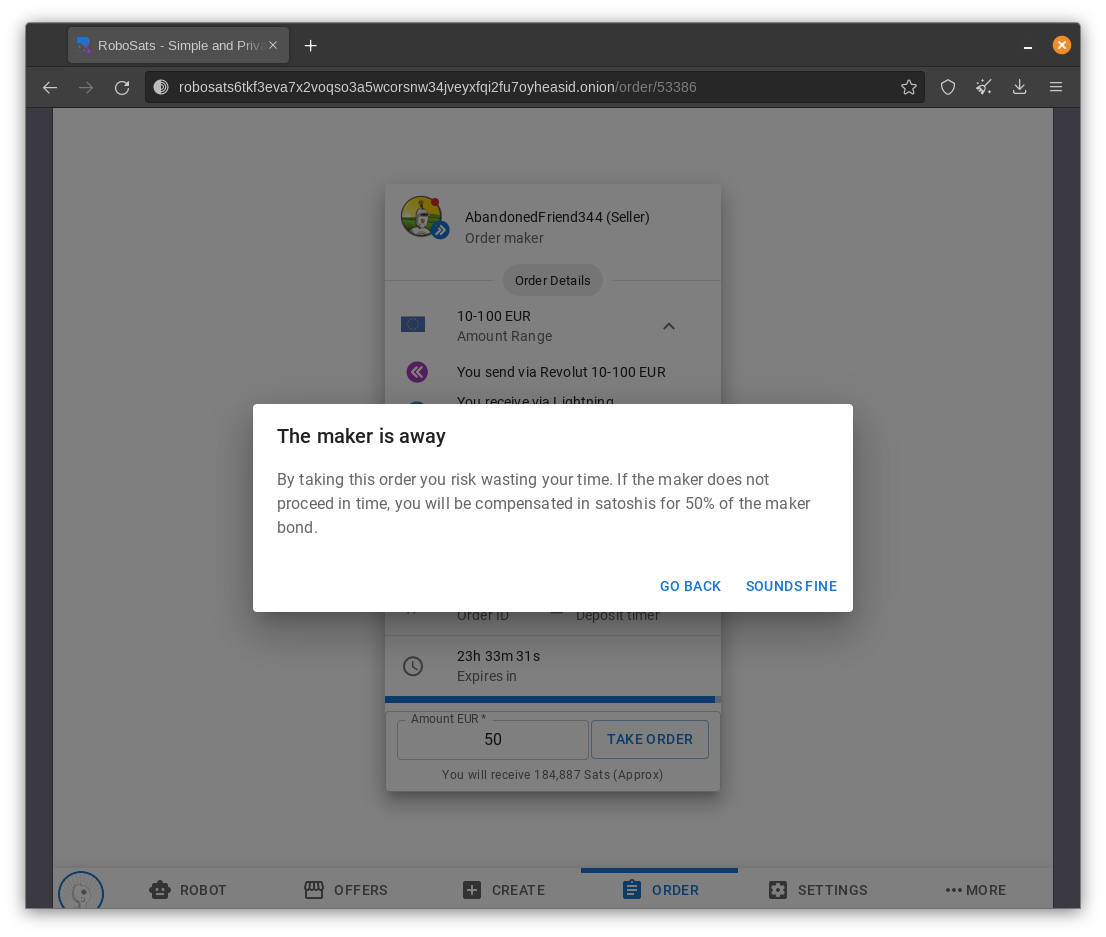 RoboSats - Simple and Priva
robosats6tkf3eva7x2voqso3a5wcorsnw34jveyxfqi2fu7oyheasid.onion/order/53386
AbandonedFriend344 (Seller)
Order maker
Order Details
10-100 EUR
Amount Range
You send via Revolut 10-100 EUR
You receive via Lightning
The maker is away
By taking this order you risk wasting your time. If the maker does not
proceed in time, you will be compensated in satoshis for 50% of the maker
bond.
GO BACK SOUNDS FINE
Order ID Deposit timer
23h 33m 31s
Expires in
Amount EUR *
50 TAKE ORDER
You will receive 184,887 Sats (Approx)
ROBOT OFFERS CREATE ORDER SETTINGS MORE